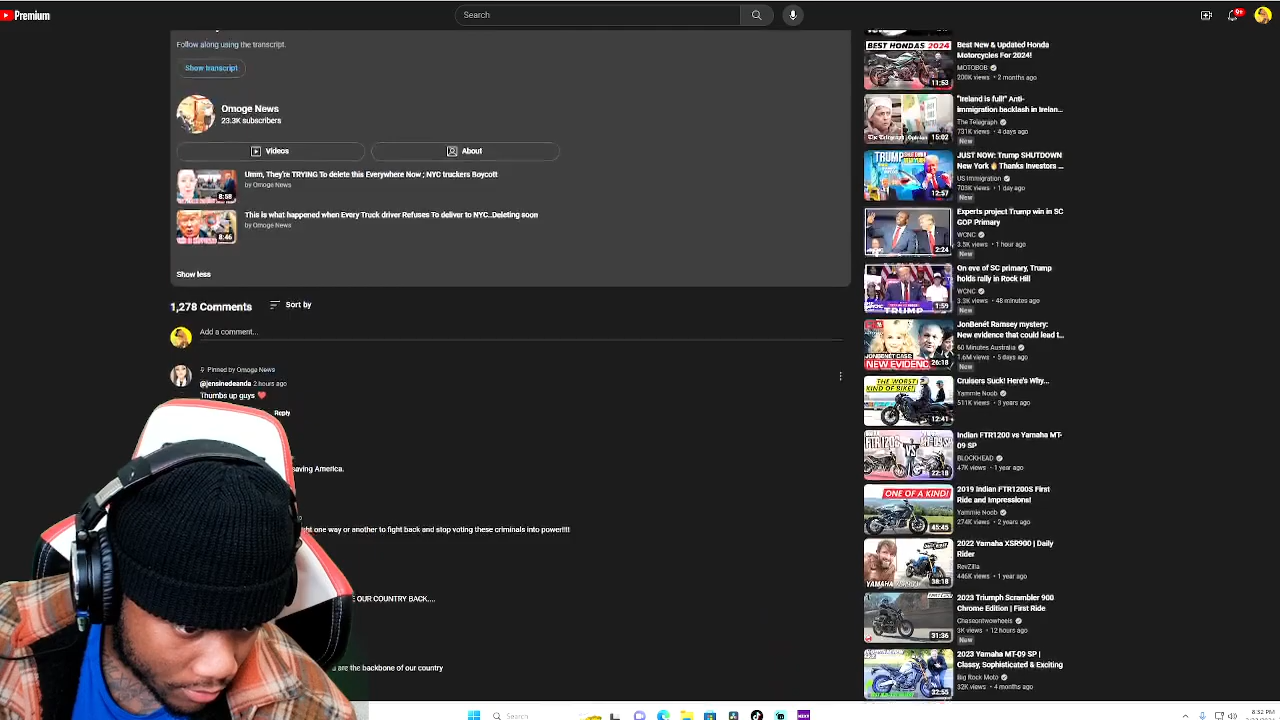 Premium
Search
9+
Follow along using the transcript.
Show transcript
Omoge News
23.3K subscribers
Videos
About
Umm, They're TRYING To delete this Everywhere Now ; NYC truckers Boycott
by Omoge News
8:58
This is what happened when Every Truck driver Refuses To deliver to NYC..Deleting soon
by Omoge News
8:46
Show less
1,278 Comments
Sort by
Add a comment...
Pinned by Omoge News
@jensinedeanda 2 hours ago
Thumbs up guys
Reply
saving America.
one way or another to fight back and stop voting these criminals into power!!!!
OUR COUNTRY BACK....
are the backbone of our country
BEST HONDAS 2024
11:53
Best New & Updated Honda
Motorcycles For 2024!
MOTOBOB
200K views • 2 months ago
The Telegraph Opinion
15:02
"Ireland is full!" Anti-
immigration backlash in Irelan...
The Telegraph
731K views • 4 days ago
New
TRUMP
12:57
JUST NOW: Trump SHUTDOWN
New York 🔥 Thanks Investors ...
US Immigration
703K views • 1 day ago
New
2:24
Experts project Trump win in SC
GOP Primary
WCNC
3.5K views • 1 hour ago
New
TRUMP
1:59
On eve of SC primary, Trump
holds rally in Rock Hill
WCNC
3.3K views • 48 minutes ago
New
JONBENÉT CASE:
NEW EVIDENC
26:18
JonBenét Ramsey mystery:
New evidence that could lead t...
60 Minutes Australia
1.6M views • 5 days ago
New
THE WORST
KIND OF BIKE!
12:41
Cruisers Suck! Here's Why...
Yammie Noob
511K views • 3 years ago
VS
22:18
Indian FTR1200 vs Yamaha MT-
09 SP
BLOCKHEAD
47K views • 1 year ago
ONE OF A KIND!
45:45
2019 Indian FTR1200S First
Ride and Impressions!
Yammie Noob
274K views • 2 years ago
38:18
2022 Yamaha XSR900 | Daily
Rider
RevZilla
446K views • 1 year ago
31:36
2023 Triumph Scrambler 900
Chrome Edition | First Ride
Chaseontwowheels
3K views • 12 hours ago
New
32:55
2023 Yamaha MT-09 SP |
Classy, Sophisticated & Exciting
Big Rock Moto
32K views • 4 months ago
Search
8:32 PM